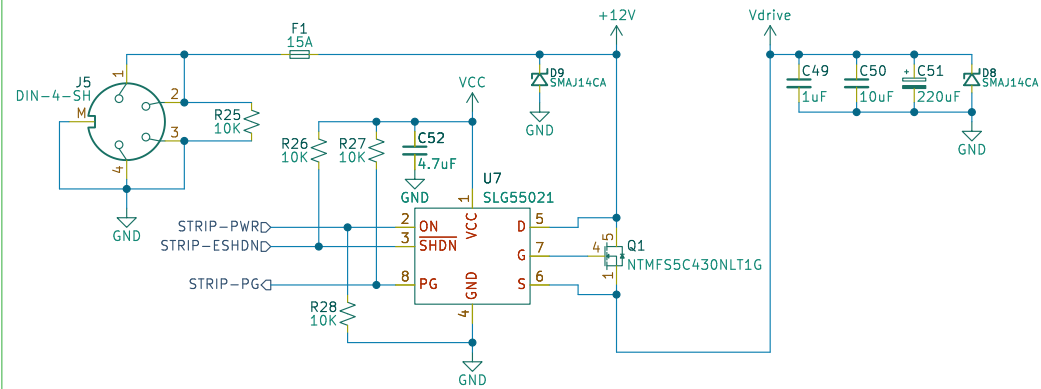 +12V
Vdrive
F1
15A
J5
DIN-4-SH
1
2
M
3
4
R25
10K
VCC
D9
SMAJ14CA
GND
C49
1uF
C50
10uF
+
C51
220uF
D8
SMAJ14CA
GND
R26
10K
R27
10K
C52
4.7uF
GND
U7
SLG55021
GND
STRIP-PWR
STRIP-ESHDN
STRIP-PG
1
VCC
2
ON
3
SHDN
8
PG
GND
4
D
5
G
7
S
6
5
4
1
Q1
NTMFS5C430NLT1G
R28
10K
GND